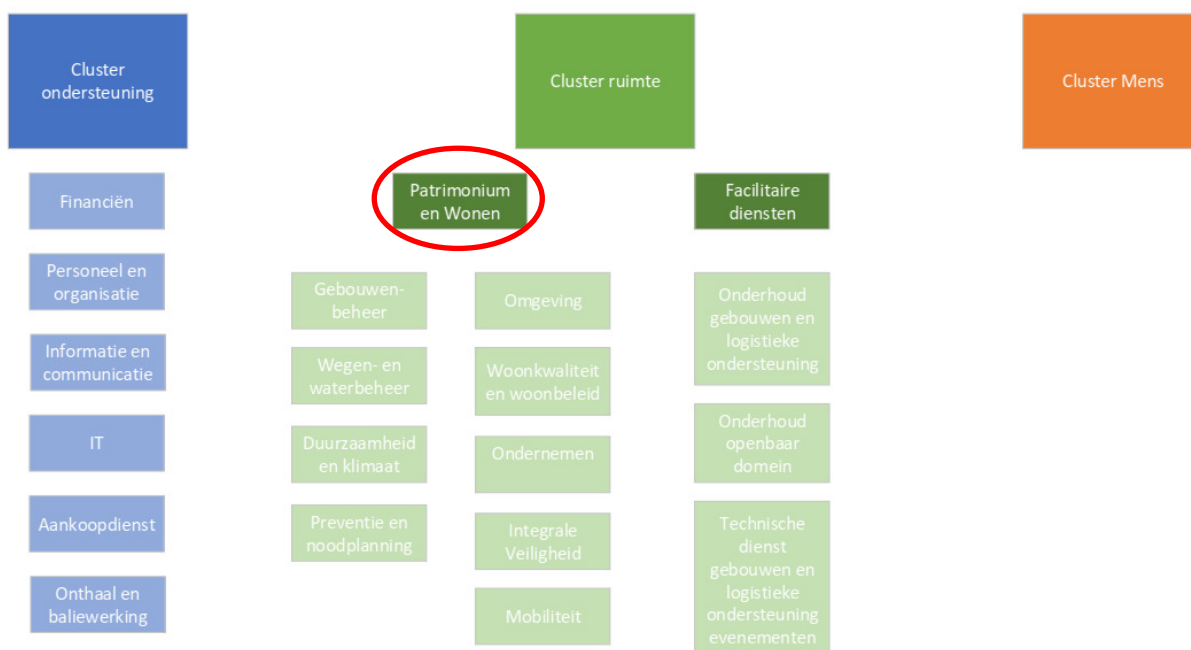 Cluster
ondersteuning
Cluster ruimte
Cluster Mens
Financiën
Personeel en
organisatie
Informatie en
communicatie
IT
Aankoopdienst
Onthaal en
baliewerking
Patrimonium
en Wonen
Gebouwen-
beheer
Wegen- en
waterbeheer
Duurzaamheid
en klimaat
Preventie en
noodplanning
Omgeving
Woonkwaliteit
en woonbeleid
Ondernemen
Integrale
Veiligheid
Mobiliteit
Facilitaire
diensten
Onderhoud
gebouwen en
logistieke
ondersteuning
Onderhoud
openbaar
domein
Technische
dienst
gebouwen en
logistieke
ondersteuning
evenementen